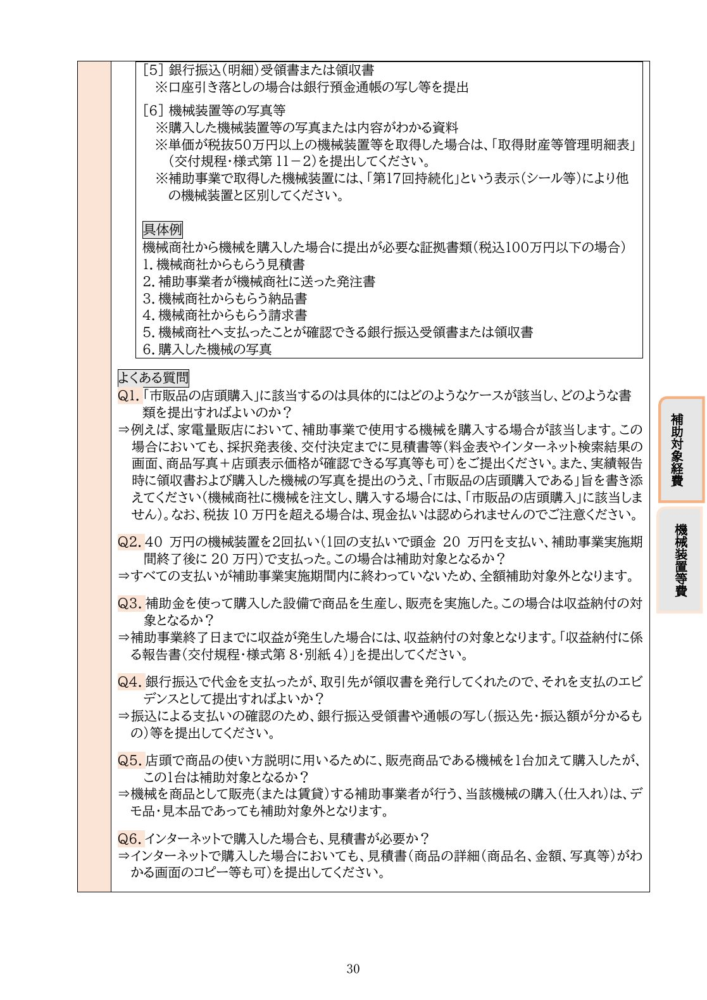 ［5］ 銀行振込（明細）受領書または領収書
※口座引き落としの場合は銀行預金通帳の写し等を提出
［6］ 機械装置等の写真等
※購入した機械装置等の写真または内容がわかる資料
※単価が税抜50万円以上の機械装置等を取得した場合は、「取得財産等管理明細表」
（交付規程・様式第 11－2）を提出してください。
※補助事業で取得した機械装置には、「第17回持続化」という表示（シール等）により他
の機械装置と区別してください。
具体例
機械商社から機械を購入した場合に提出が必要な証拠書類（税込100万円以下の場合）
1．機械商社からもらう見積書
2．補助事業者が機械商社に送った発注書
3．機械商社からもらう納品書
4．機械商社からもらう請求書
5．機械商社へ支払ったことが確認できる銀行振込受領書または領収書
6．購入した機械の写真
よくある質問
Q1．「市販品の店頭購入」に該当するのは具体的にはどのようなケースが該当し、どのような書
類を提出すればよいのか？
⇒例えば、家電量販店において、補助事業で使用する機械を購入する場合が該当します。この
場合においても、採択発表後、交付決定までに見積書等（料金表やインターネット検索結果の
画面、商品写真＋店頭表示価格が確認できる写真等も可）をご提出ください。また、実績報告
時に領収書および購入した機械の写真を提出のうえ、「市販品の店頭購入である」旨を書き添
えてください（機械商社に機械を注文し、購入する場合には、「市販品の店頭購入」に該当しま
せん）。なお、税抜 10 万円を超える場合は、現金払いは認められませんのでご注意ください。
Q2．40 万円の機械装置を2回払い（1回の支払いで頭金 20 万円を支払い、補助事業実施期
間終了後に 20 万円）で支払った。この場合は補助対象となるか？
⇒すべての支払いが補助事業実施期間内に終わっていないため、全額補助対象外となります。
Q3．補助金を使って購入した設備で商品を生産し、販売を実施した。この場合は収益納付の対
象となるか？
⇒補助事業終了日までに収益が発生した場合には、収益納付の対象となります。「収益納付に係
る報告書（交付規程・様式第 8・別紙 4）」を提出してください。
Q4．銀行振込で代金を支払ったが、取引先が領収書を発行してくれたので、それを支払のエビ
デンスとして提出すればよいか？
⇒振込による支払いの確認のため、銀行振込受領書や通帳の写し（振込先・振込額が分かるも
の）等を提出してください。
Q5．店頭で商品の使い方説明に用いるために、販売商品である機械を1台加えて購入したが、
この1台は補助対象となるか？
⇒機械を商品として販売（または賃貸）する補助事業者が行う、当該機械の購入（仕入れ）は、デ
モ品・見本品であっても補助対象外となります。
Q6．インターネットで購入した場合も、見積書が必要か？
⇒インターネットで購入した場合においても、見積書（商品の詳細（商品名、金額、写真等）がわ
かる画面のコピー等も可）を提出してください。
補助対象経費
機械装置等費
30